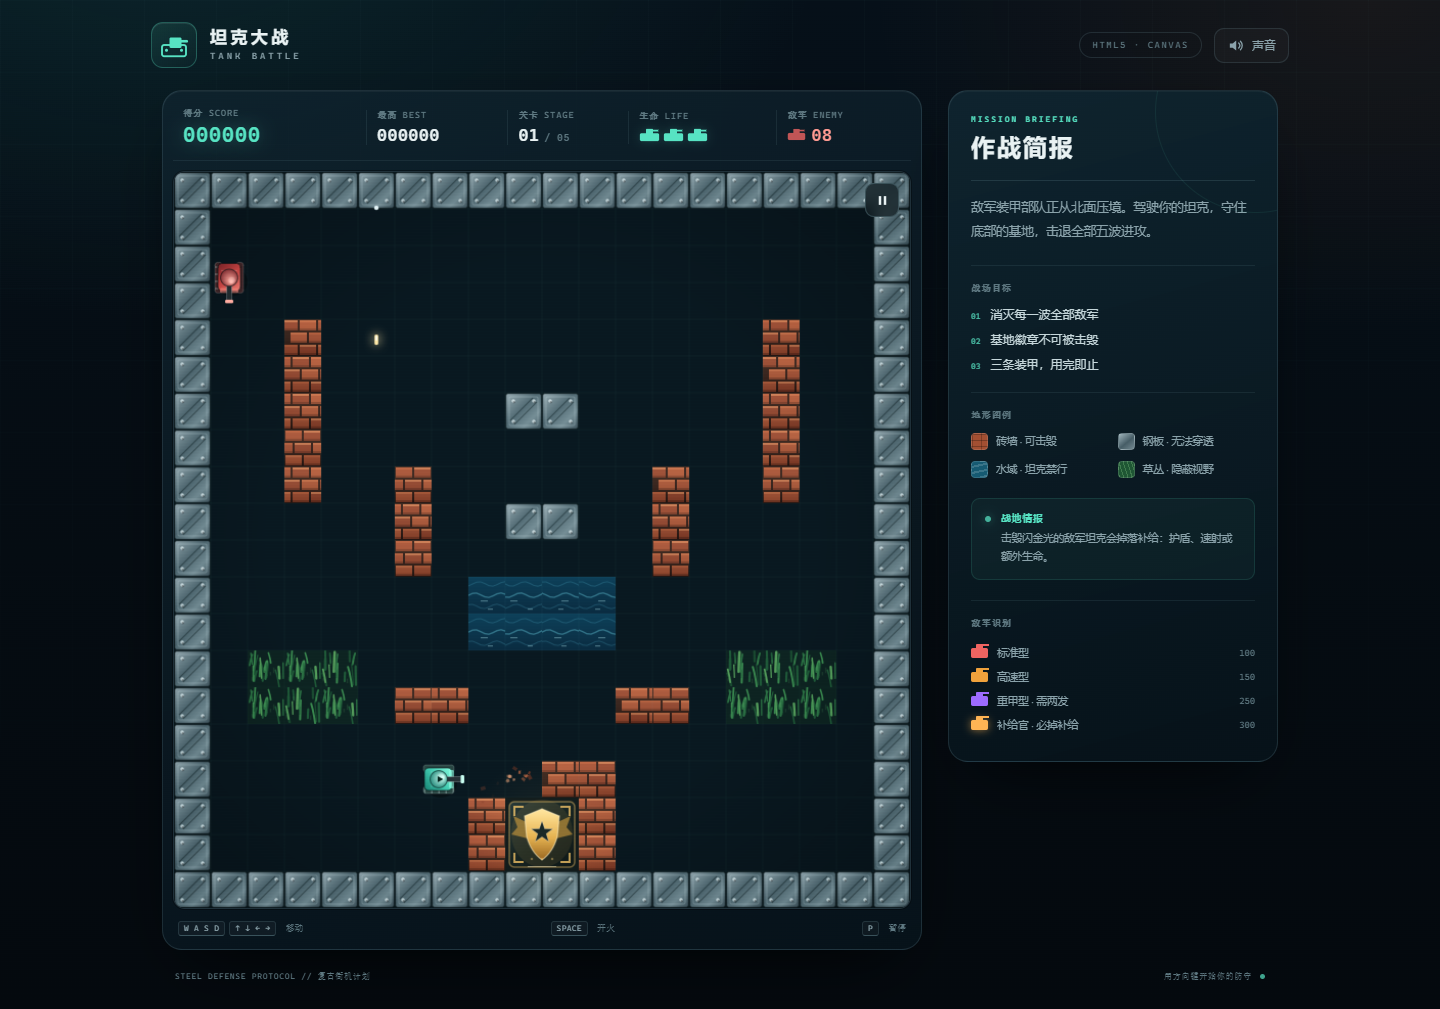 坦克大战
TANK BATTLE
HTML5 · CANVAS
声音
得分 SCORE
000000
最高 BEST
000000
关卡 STAGE
01 / 05
生命 LIFE
敌军 ENEMY
08
MISSION BRIEFING
作战简报
敌军装甲部队正从北面压境。驾驶你的坦克，守住
底部的基地，击退全部五波进攻。
战场目标
01 消灭每一波全部敌军
02 基地徽章不可被击毁
03 三条装甲，用完即止
地形图例
砖墙 · 可击毁
钢板 · 无法穿透
水域 · 坦克禁行
草丛 · 隐蔽视野
战地情报
击毁闪金光的敌军坦克会掉落补给：护盾、速射或
额外生命。
敌军识别
标准型 100
高速型 150
重甲型 · 需两发 250
补给官 · 必掉补给 300
W A S D ↑ ↓ ← → 移动
SPACE 开火
P 暂停
STEEL DEFENSE PROTOCOL // 复古街机计划
用方向键开始你的防守